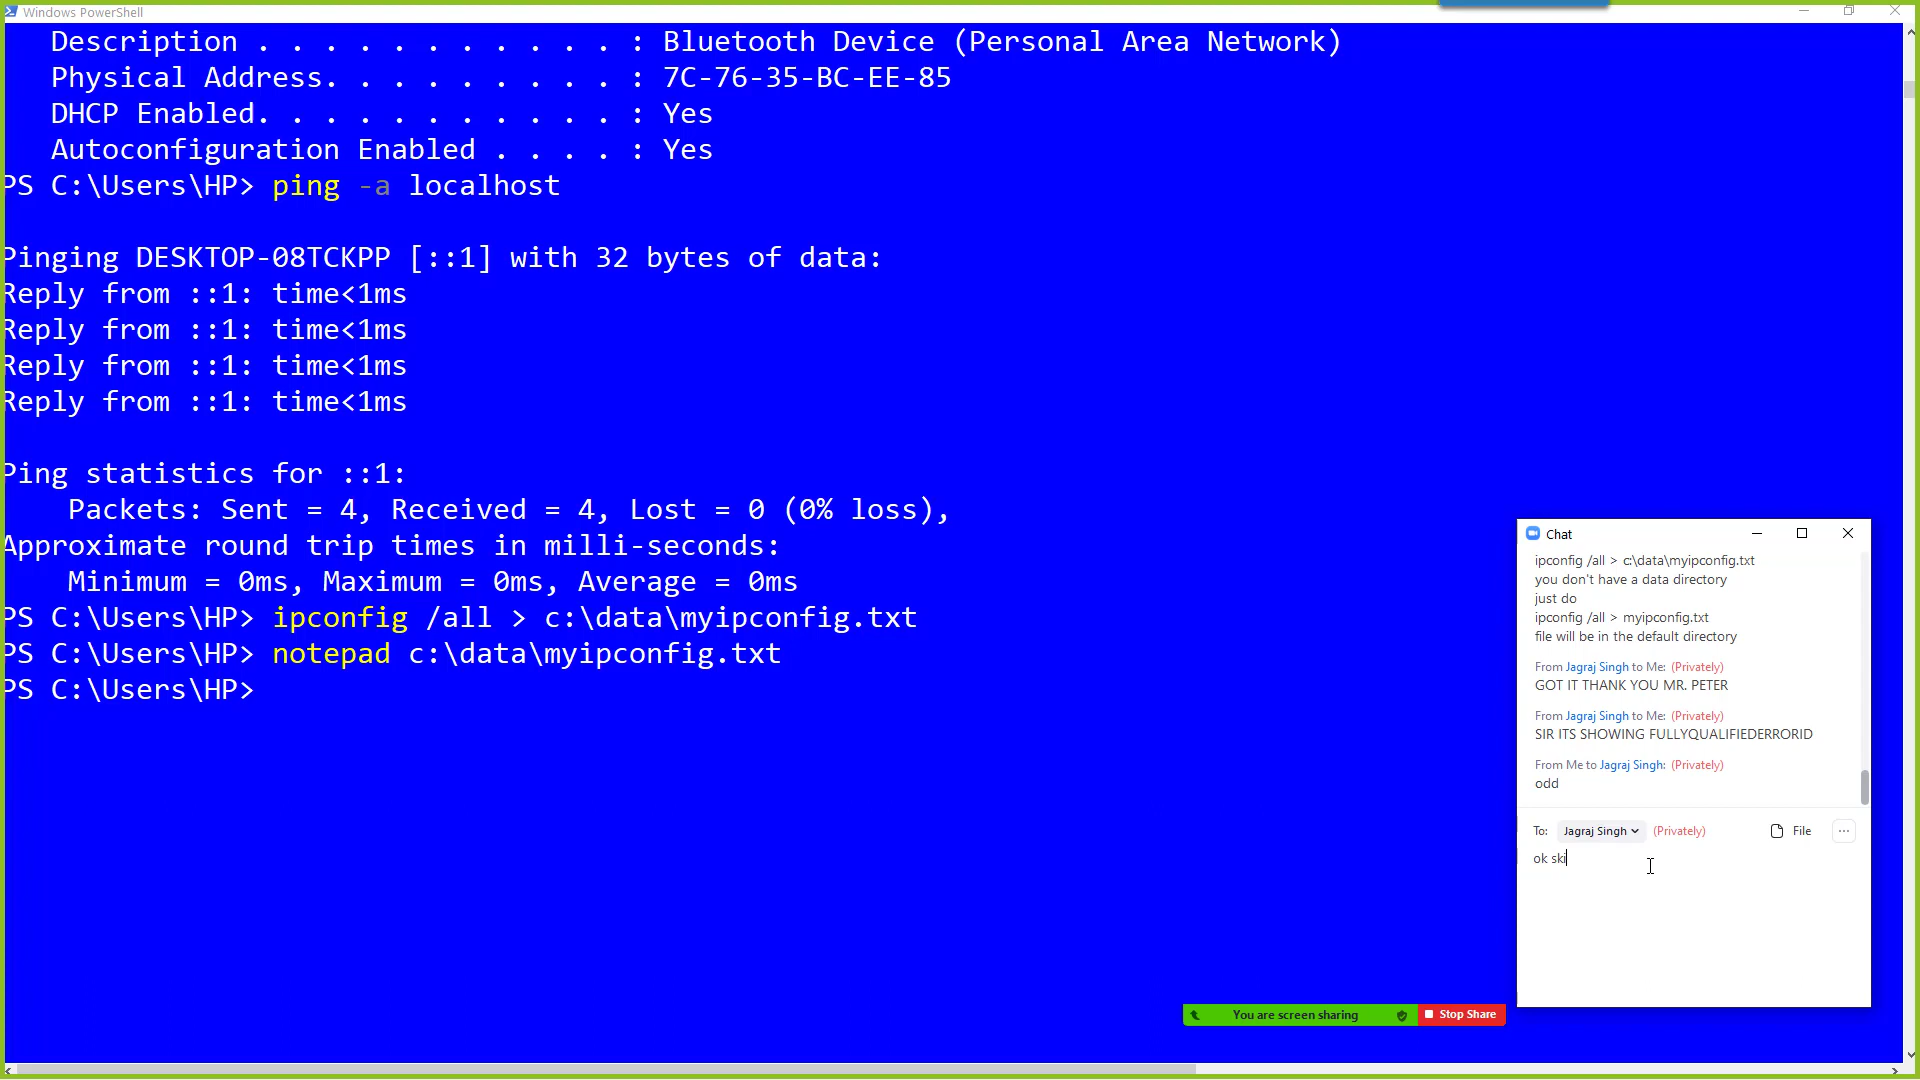 Windows PowerShell
Description . . . . . . . . . . . : Bluetooth Device (Personal Area Network)
Physical Address. . . . . . . . . : 7C-76-35-BC-EE-85
DHCP Enabled. . . . . . . . . . . : Yes
Autoconfiguration Enabled . . . . : Yes
PS C:\Users\HP> ping -a localhost
Pinging DESKTOP-08TCKPP [::1] with 32 bytes of data:
Reply from ::1: time<1ms
Reply from ::1: time<1ms
Reply from ::1: time<1ms
Reply from ::1: time<1ms
Ping statistics for ::1:
Packets: Sent = 4, Received = 4, Lost = 0 (0% loss),
Approximate round trip times in milli-seconds:
Minimum = 0ms, Maximum = 0ms, Average = 0ms
PS C:\Users\HP> ipconfig /all > c:\data\myipconfig.txt
PS C:\Users\HP> notepad c:\data\myipconfig.txt
PS C:\Users\HP>
Chat
ipconfig /all > c:\data\myipconfig.txt
you don't have a data directory
just do
ipconfig /all > myipconfig.txt
file will be in the default directory
From Jagraj Singh to Me: (Privately)
GOT IT THANK YOU MR. PETER
From Jagraj Singh to Me: (Privately)
SIR ITS SHOWING FULLYQUALIFIEDERRORID
From Me to Jagraj Singh: (Privately)
odd
To: Jagraj Singh (Privately) File ...
ok ski
You are screen sharing Stop Share